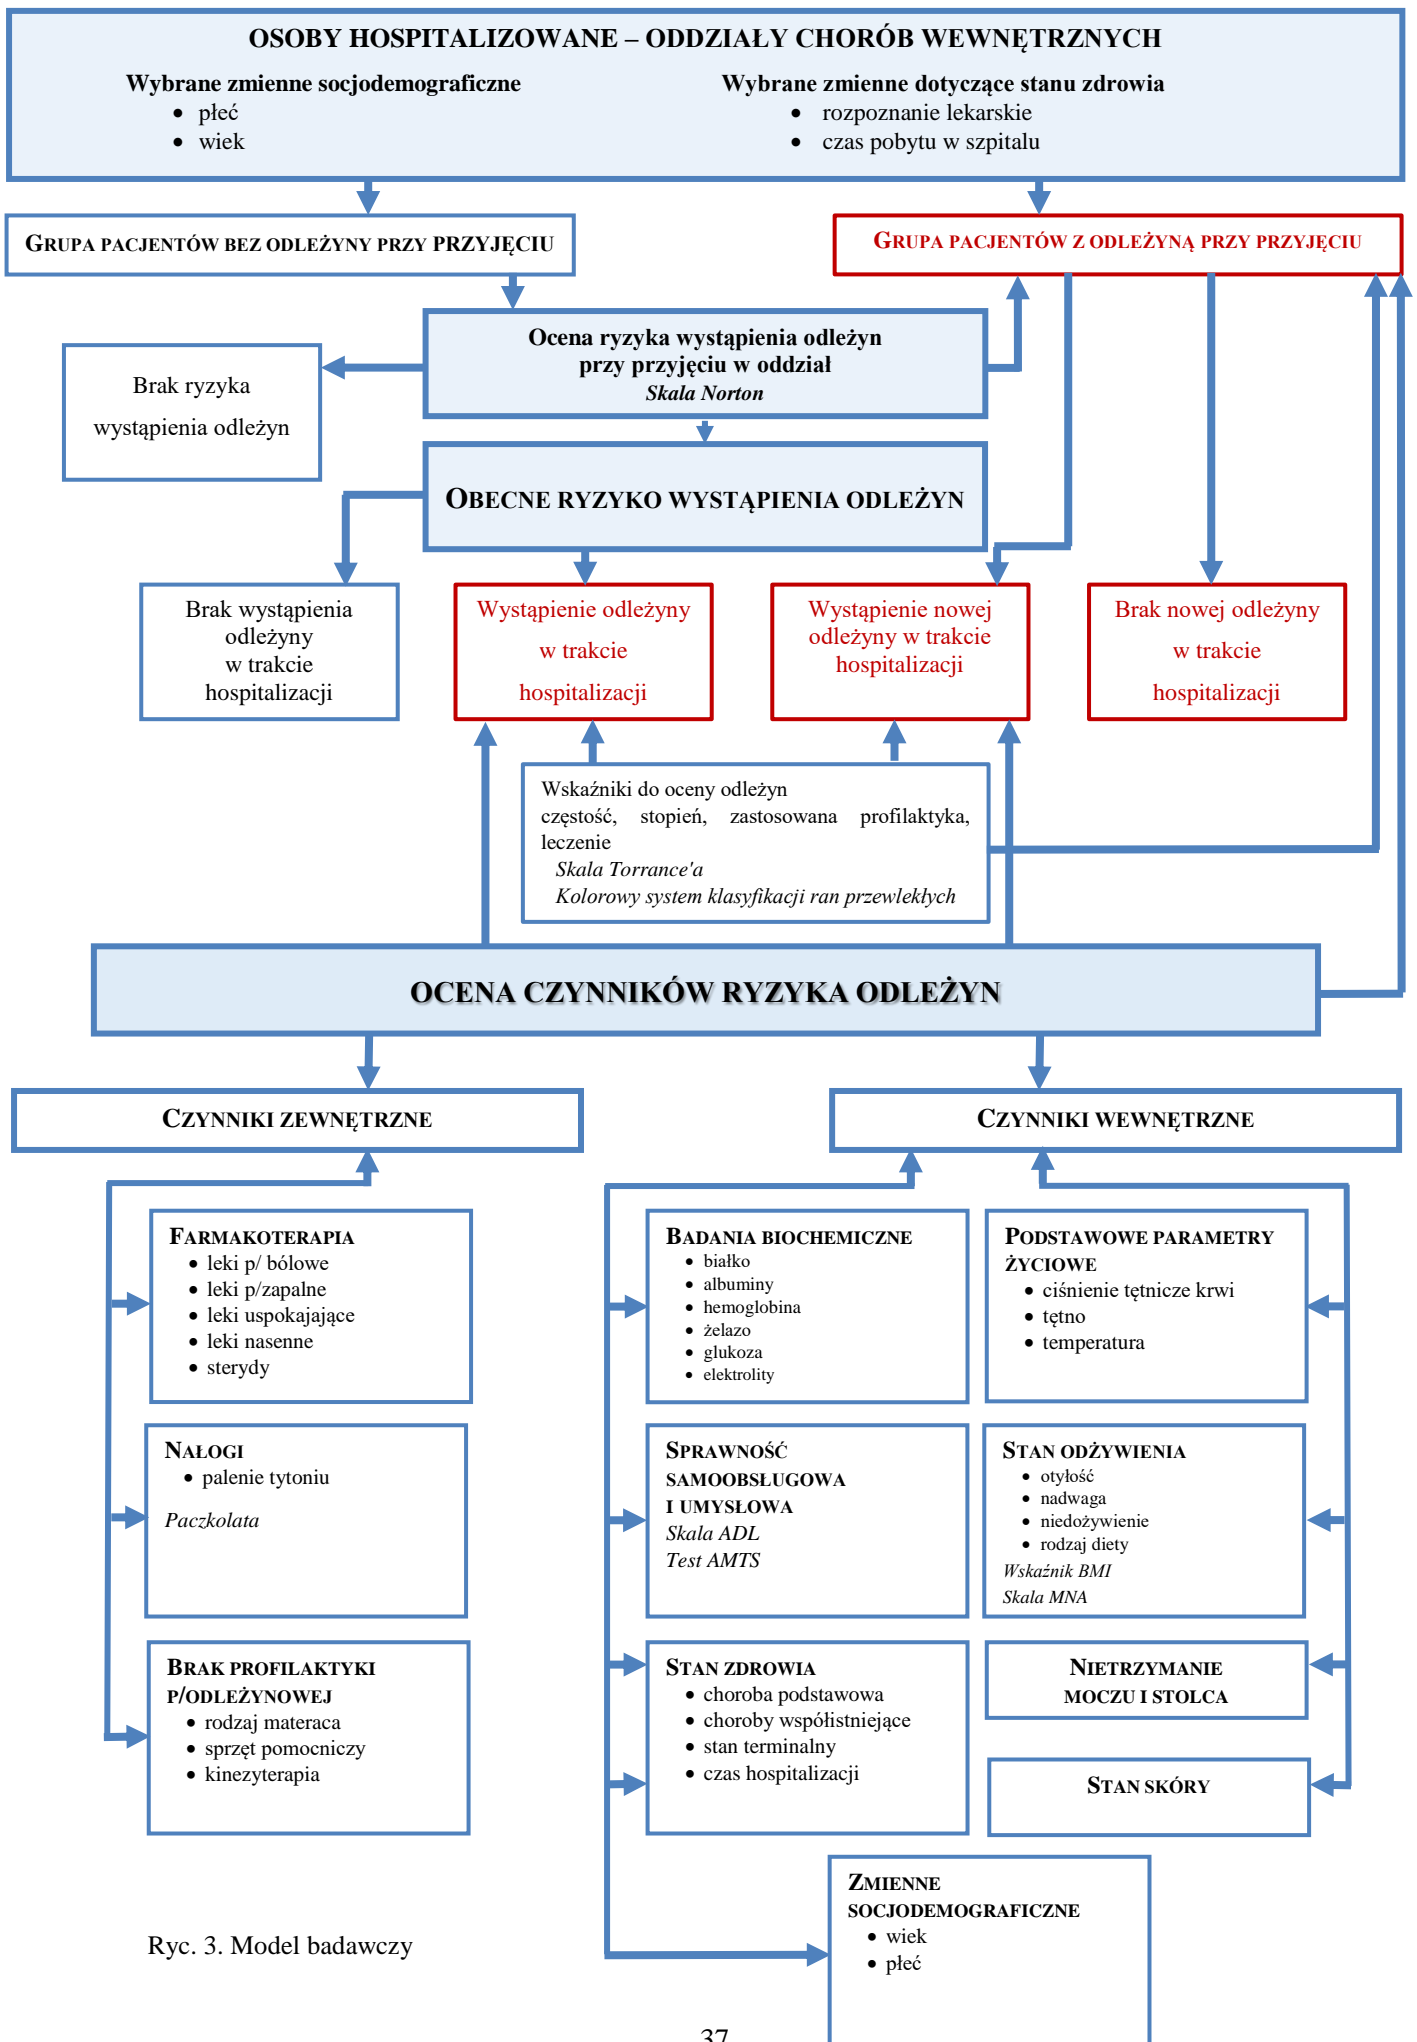 OSOBY HOSPITALIZOWANE – ODDZIAŁY CHORÓB WEWNĘTRZNYCH
Wybrane zmienne socjodemograficzne
• płeć
• wiek
Wybrane zmienne dotyczące stanu zdrowia
• rozpoznanie lekarskie
• czas pobytu w szpitalu
GRUPA PACJENTÓW BEZ ODLEŻYNY PRZY PRZYJĘCIU
GRUPA PACJENTÓW Z ODLEŻYNĄ PRZY PRZYJĘCIU
Ocena ryzyka wystąpienia odleżyn
przy przyjęciu w oddział
Skala Norton
Brak ryzyka
wystąpienia odleżyn
OBECNE RYZYKO WYSTĄPIENIA ODLEŻYN
Brak wystąpienia
odleżyny
w trakcie
hospitalizacji
Wystąpienie odleżyny
w trakcie
hospitalizacji
Wystąpienie nowej
odleżyny w trakcie
hospitalizacji
Brak nowej odleżyny
w trakcie
hospitalizacji
Wskaźniki do oceny odleżyn
częstość, stopień, zastosowana profilaktyka,
leczenie
Skala Torrance'a
Kolorowy system klasyfikacji ran przewlekłych
OCENA CZYNNIKÓW RYZYKA ODLEŻYN
CZYNNIKI ZEWNĘTRZNE
CZYNNIKI WEWNĘTRZNE
FARMAKOTERAPIA
• leki p/ bólowe
• leki p/zapalne
• leki uspokajające
• leki nasenne
• sterydy
NAŁOGI
• palenie tytoniu
Paczkolata
BRAK PROFILAKTYKI
P/ODLEŻYNOWEJ
• rodzaj materaca
• sprzęt pomocniczy
• kinezyterapia
BADANIA BIOCHEMICZNE
• białko
• albuminy
• hemoglobina
• żelazo
• glukoza
• elektrolity
SPRAWNOŚĆ
SAMOOBSŁUGOWA
I UMYSŁOWA
Skala ADL
Test AMTS
STAN ZDROWIA
• choroba podstawowa
• choroby współistniejące
• stan terminalny
• czas hospitalizacji
PODSTAWOWE PARAMETRY
ŻYCIOWE
• ciśnienie tętnicze krwi
• tętno
• temperatura
STAN ODŻYWIENIA
• otyłość
• nadwaga
• niedożywienie
• rodzaj diety
Wskaźnik BMI
Skala MNA
NIETRZYMANIE
MOCZU I STOLCA
STAN SKÓRY
ZMIENNE
SOCJODEMOGRAFICZNE
• wiek
• płeć
Ryc. 3. Model badawczy
37